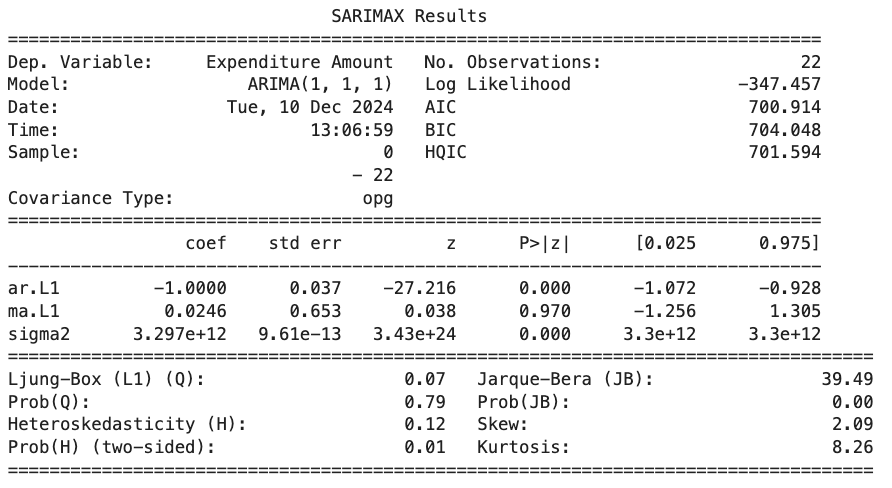 SARIMAX Results
==============================================================================
Dep. Variable:     Expenditure Amount   No. Observations:                   22
Model:                 ARIMA(1, 1, 1)   Log Likelihood                -347.457
Date:                Tue, 10 Dec 2024   AIC                            700.914
Time:                        13:06:59   BIC                            704.048
Sample:                             0   HQIC                           701.594
                                 - 22
Covariance Type:                  opg
==============================================================================
                 coef    std err          z      P>|z|      [0.025      0.975]
------------------------------------------------------------------------------
ar.L1         -1.0000      0.037    -27.216      0.000      -1.072      -0.928
ma.L1          0.0246      0.653      0.038      0.970      -1.256       1.305
sigma2      3.297e+12   9.61e-13   3.43e+24      0.000     3.3e+12     3.3e+12
===================================================================================
Ljung-Box (L1) (Q):                   0.07   Jarque-Bera (JB):                39.49
Prob(Q):                              0.79   Prob(JB):                         0.00
Heteroskedasticity (H):               0.12   Skew:                             2.09
Prob(H) (two-sided):                  0.01   Kurtosis:                         8.26
===================================================================================